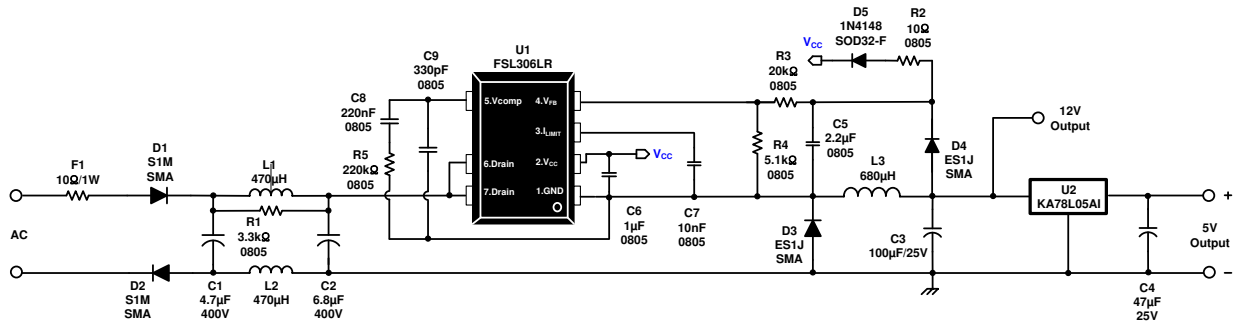 D5
1N4148
SOD32-F
R2
10Ω
0805
VCC
U1
FSL306LR
C9
330pF
0805
R3
20kΩ
0805
C8
220nF
0805
5.Vcomp
4.VFB
3.ILIMIT
2.VCC
6.Drain
7.Drain
1.GND
VCC
12V
Output
C5
2.2µF
0805
D4
ES1J
SMA
R4
5.1kΩ
0805
R5
220kΩ
0805
F1
10Ω/1W
D1
S1M
SMA
L1
470µH
L3
680µH
U2
KA78L05AI
+
AC
R1
3.3kΩ
0805
C6
1µF
0805
C7
10nF
0805
D3
ES1J
SMA
C3
100µF/25V
5V
Output
–
D2
S1M
SMA
C1
4.7µF
400V
L2
470µH
C2
6.8µF
400V
C4
47µF
25V